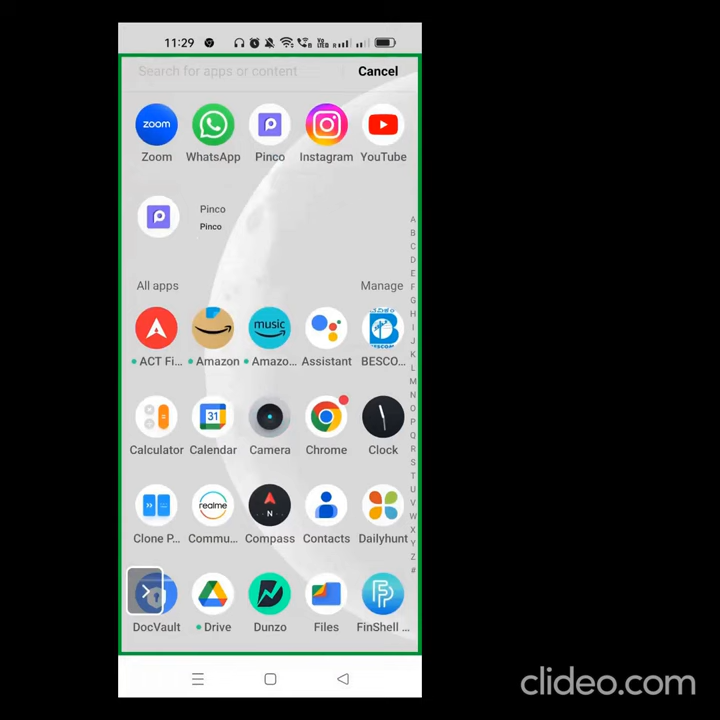 11:29
Search for apps or content Cancel
zoom
Zoom WhatsApp Pinco Instagram YouTube
Pinco
Pinco
All apps Manage
music
ACT Fi... Amazon Amazo... Assistant BESCO...
31
Calculator Calendar Camera Chrome Clock
realme
N
Clone P... Commu... Compass Contacts Dailyhunt
DocVault Drive Dunzo Files FinShell ...
A
B
C
D
E
F
G
H
I
J
K
L
M
N
O
P
Q
R
S
T
U
V
W
X
Y
Z
#
clideo.com